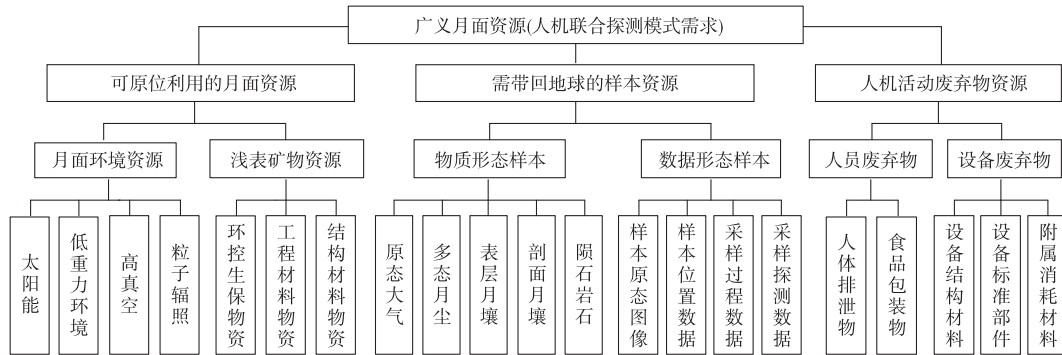 广义月面资源(人机联合探测模式需求)
可原位利用的月面资源
需带回地球的样本资源
人机活动废弃物资源
月面环境资源
浅表矿物资源
物质形态样本
数据形态样本
人员废弃物
设备废弃物
太阳能
低重力环境
高真空
粒子辐照
环控生保物资
工程材料物资
结构材料物资
原态大气
多态月尘
表层月壤
剖面月壤
陨石岩石
样本原态图像
样本位置数据
采样过程数据
采样探测数据
人体排泄物
食品包装物
设备结构材料
设备标准部件
附属消耗材料